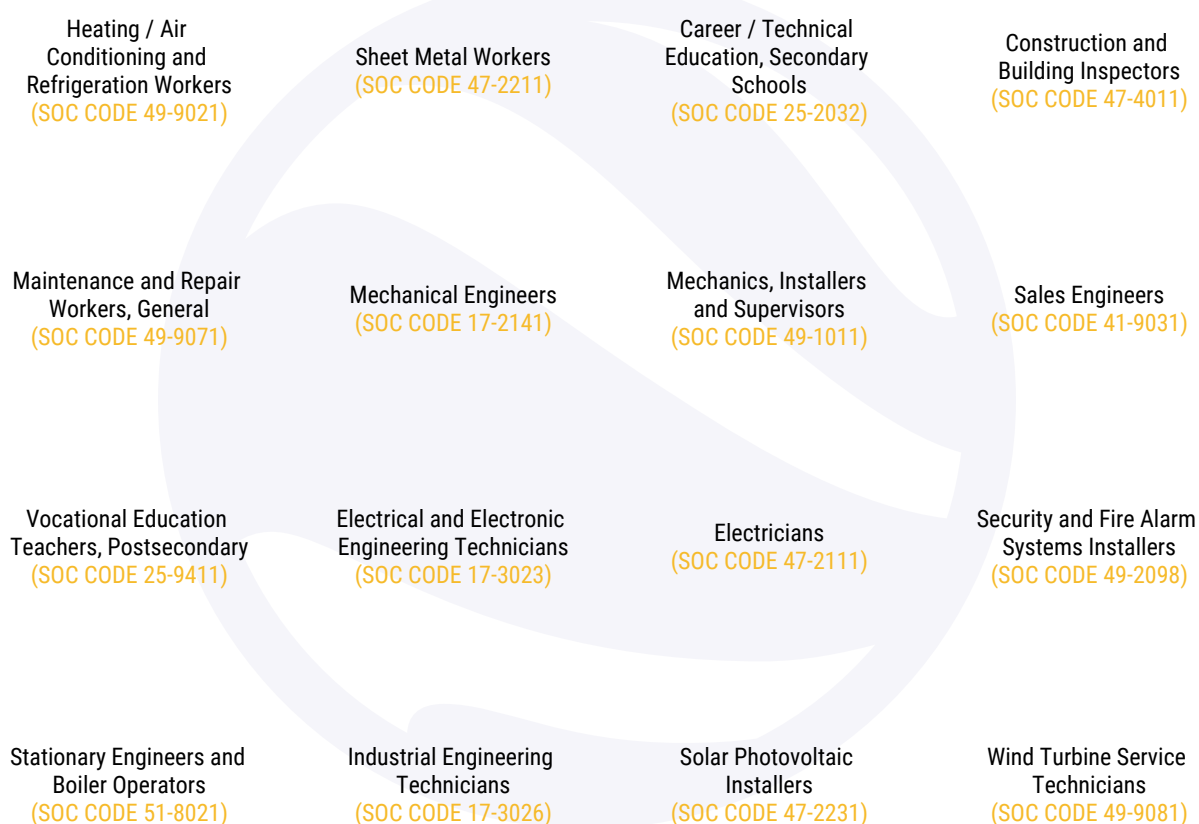 Heating / Air
Conditioning and
Refrigeration Workers
(SOC CODE 49-9021)
Sheet Metal Workers
(SOC CODE 47-2211)
Career / Technical
Education, Secondary
Schools
(SOC CODE 25-2032)
Construction and
Building Inspectors
(SOC CODE 47-4011)
Maintenance and Repair
Workers, General
(SOC CODE 49-9071)
Mechanical Engineers
(SOC CODE 17-2141)
Mechanics, Installers
and Supervisors
(SOC CODE 49-1011)
Sales Engineers
(SOC CODE 41-9031)
Vocational Education
Teachers, Postsecondary
(SOC CODE 25-9411)
Electrical and Electronic
Engineering Technicians
(SOC CODE 17-3023)
Electricians
(SOC CODE 47-2111)
Security and Fire Alarm
Systems Installers
(SOC CODE 49-2098)
Stationary Engineers and
Boiler Operators
(SOC CODE 51-8021)
Industrial Engineering
Technicians
(SOC CODE 17-3026)
Solar Photovoltaic
Installers
(SOC CODE 47-2231)
Wind Turbine Service
Technicians
(SOC CODE 49-9081)